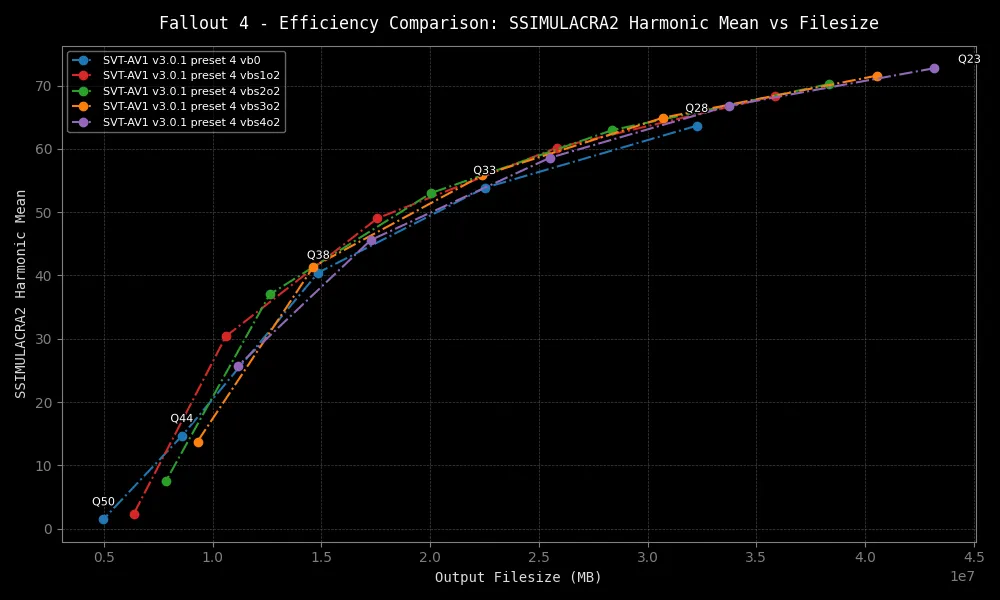 Fallout 4 - Efficiency Comparison: SSIMULACRA2 Harmonic Mean vs Filesize
SVT-AV1 v3.0.1 preset 4 vb0
SVT-AV1 v3.0.1 preset 4 vbs1o2
SVT-AV1 v3.0.1 preset 4 vbs2o2
SVT-AV1 v3.0.1 preset 4 vbs3o2
SVT-AV1 v3.0.1 preset 4 vbs4o2
Q23
Q28
Q33
Q38
Q44
Q50
SSIMULACRA2 Harmonic Mean
70
60
50
40
30
20
10
0
0.5 1.0 1.5 2.0 2.5 3.0 3.5 4.0 4.5
1e7
Output Filesize (MB)